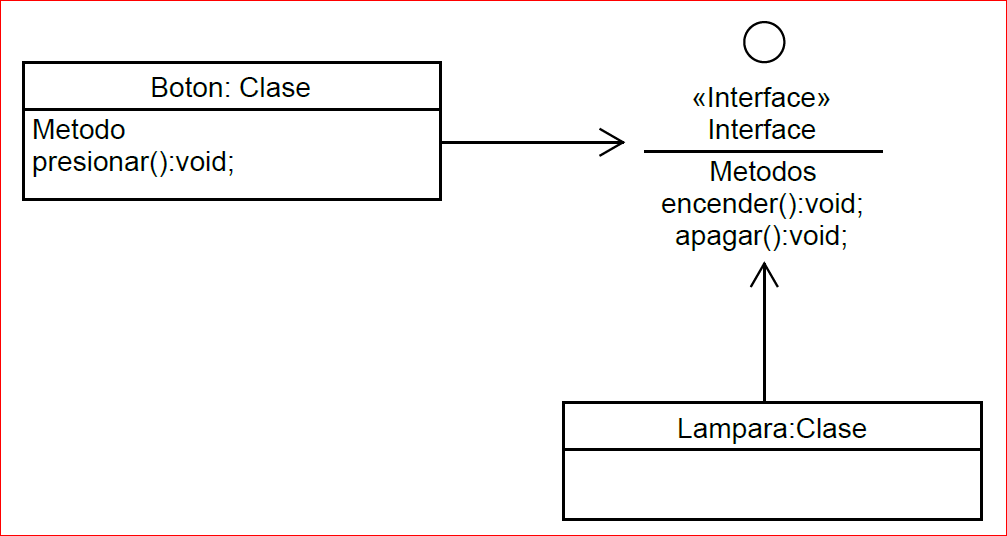 Boton: Clase
Metodo
presionar():void;
«Interface»
Interface
Metodos
encender():void;
apagar():void;
Lampara:Clase